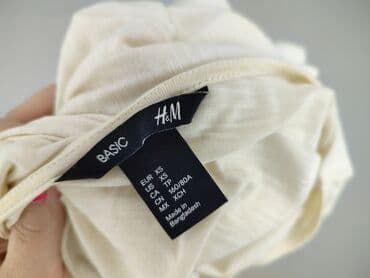 BASIC H&M
EUR XS
US XS
CA TP
CN 160/80A
MX XCH
Made in
Bangladesh